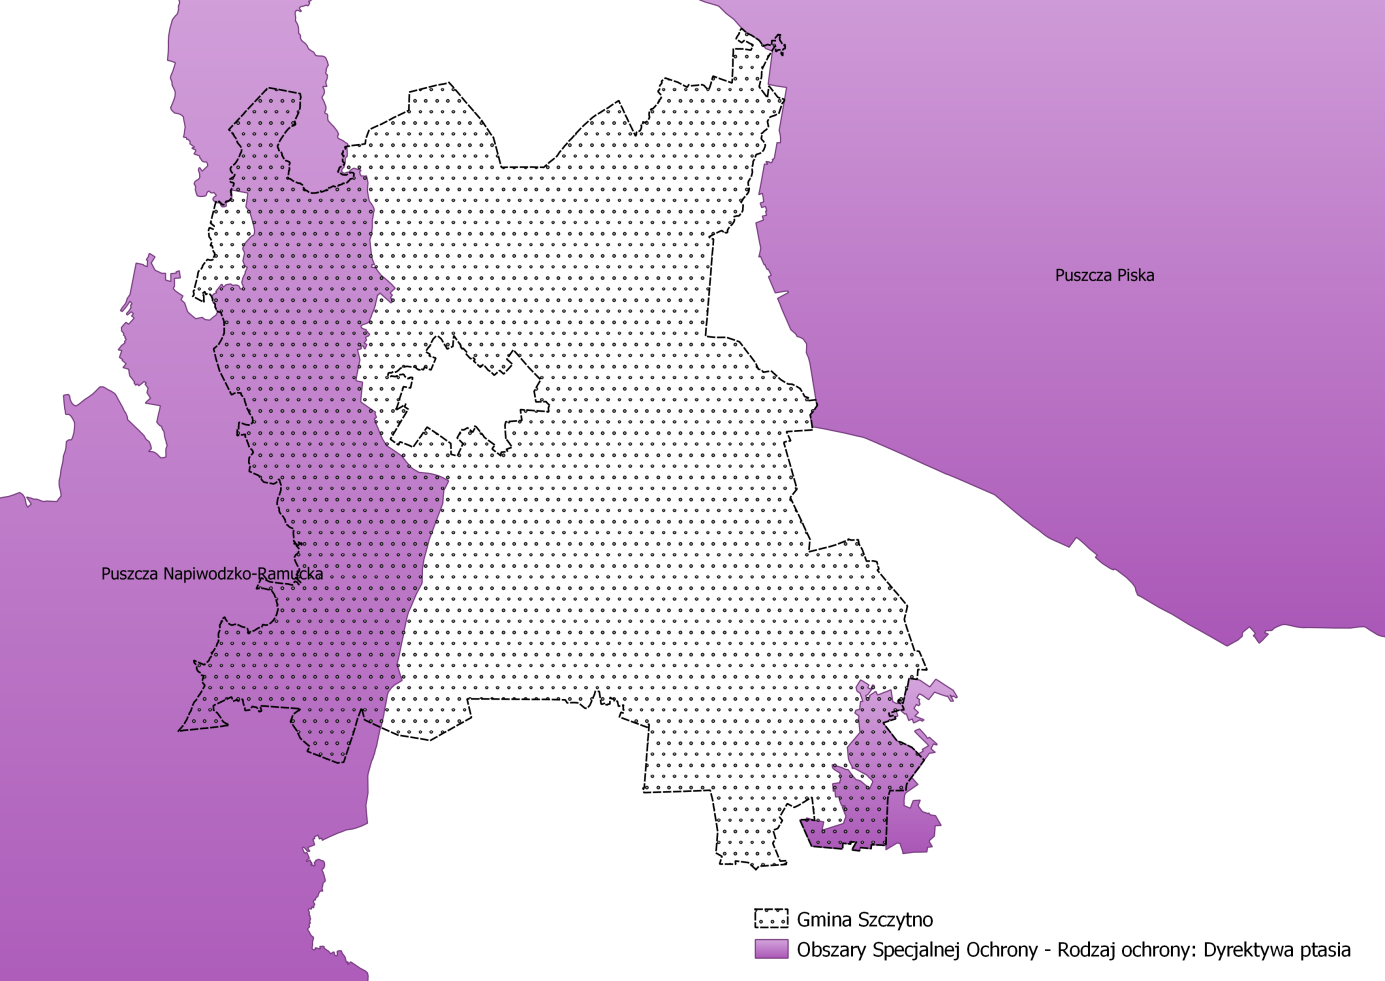 Puszcza Piska
Puszcza Napiwodzko-Ramucka
Gmina Szczytno
Obszary Specjalnej Ochrony - Rodzaj ochrony: Dyrektywa ptasia